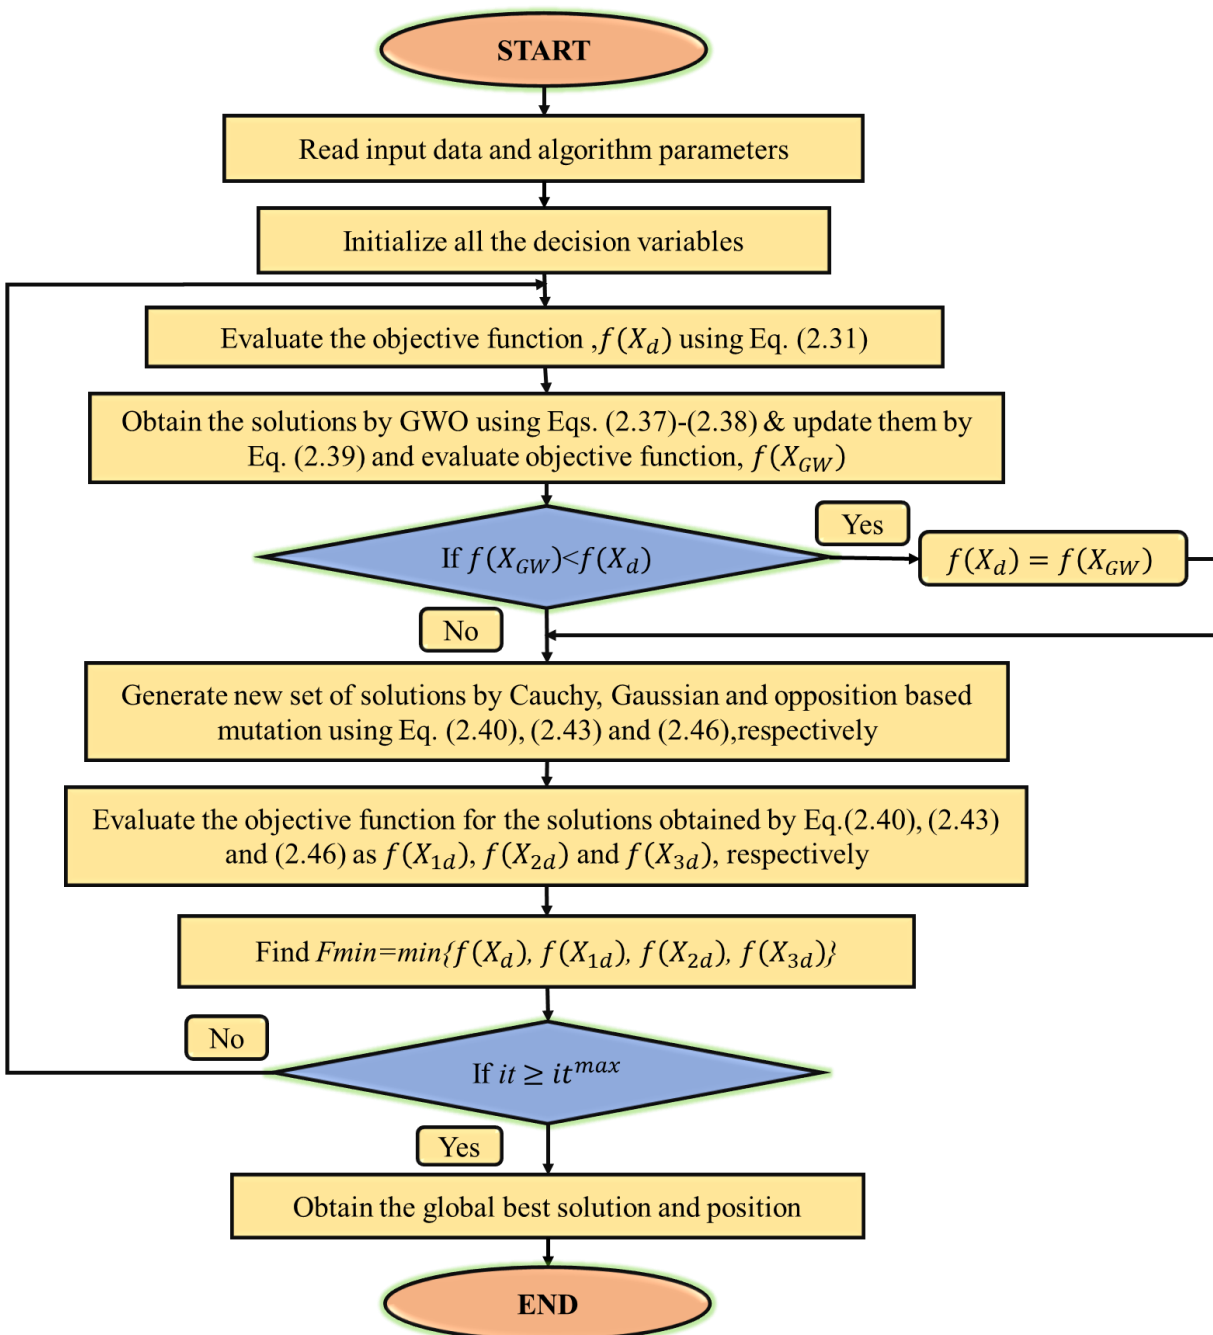 START
Read input data and algorithm parameters
Initialize all the decision variables
Evaluate the objective function ,f(X_d) using Eq. (2.31)
Obtain the solutions by GWO using Eqs. (2.37)-(2.38) & update them by
Eq. (2.39) and evaluate objective function, f(X_GW)
If f(X_GW)<f(X_d)
Yes
f(X_d) = f(X_GW)
No
Generate new set of solutions by Cauchy, Gaussian and opposition based
mutation using Eq. (2.40), (2.43) and (2.46),respectively
Evaluate the objective function for the solutions obtained by Eq.(2.40), (2.43)
and (2.46) as f(X_1d), f(X_2d) and f(X_3d), respectively
Find Fmin=min{f(X_d), f(X_1d), f(X_2d), f(X_3d)}
No
If it ≥ it^max
Yes
Obtain the global best solution and position
END